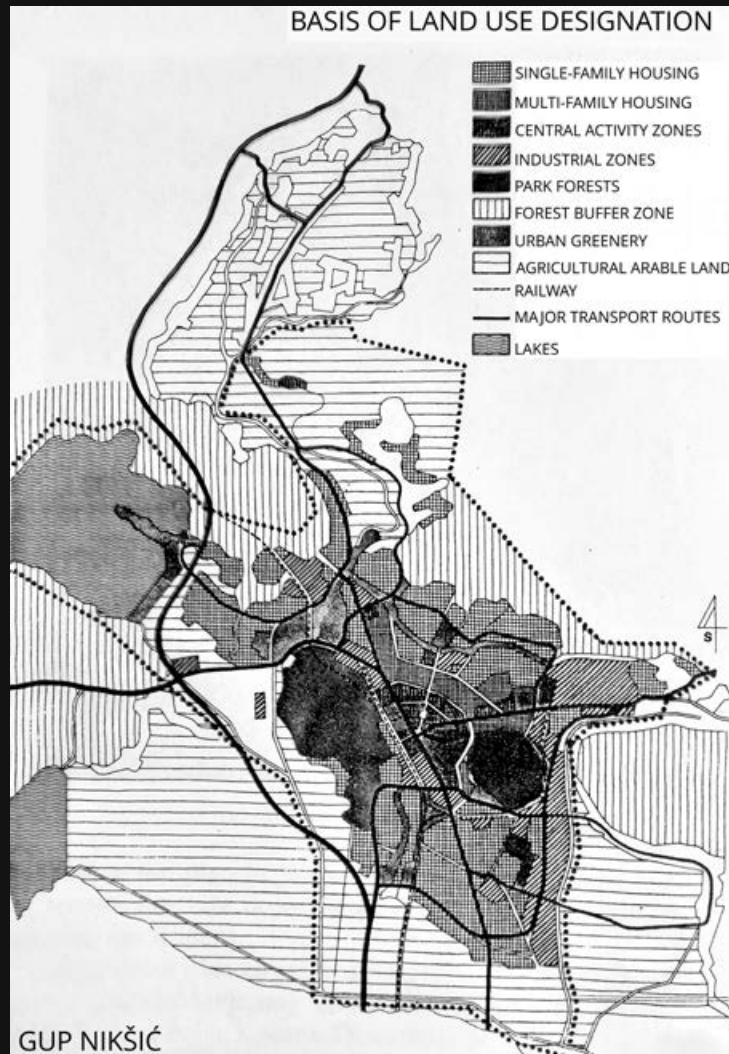 BASIS OF LAND USE DESIGNATION
SINGLE-FAMILY HOUSING
MULTI-FAMILY HOUSING
CENTRAL ACTIVITY ZONES
INDUSTRIAL ZONES
PARK FORESTS
FOREST BUFFER ZONE
URBAN GREENERY
AGRICULTURAL ARABLE LAND
RAILWAY
MAJOR TRANSPORT ROUTES
LAKES
S
GUP NIKŠIĆ